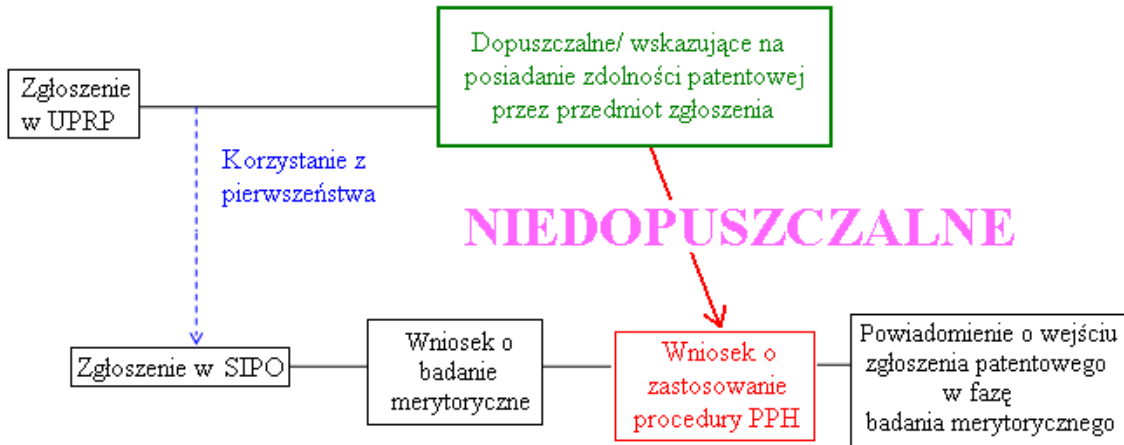 Zgłoszenie
w UPRP
Dopuszczalne/ wskazujące na
posiadanie zdolności patentowej
przez przedmiot zgłoszenia
Korzystanie z
pierwszeństwa
NIEDOPUSZCZALNE
Zgłoszenie w SIPO
Wniosek o
badanie
merytoryczne
Wniosek o
zastosowanie
procedury PPH
Powiadomienie o wejściu
zgłoszenia patentowego
w fazę
badania merytorycznego